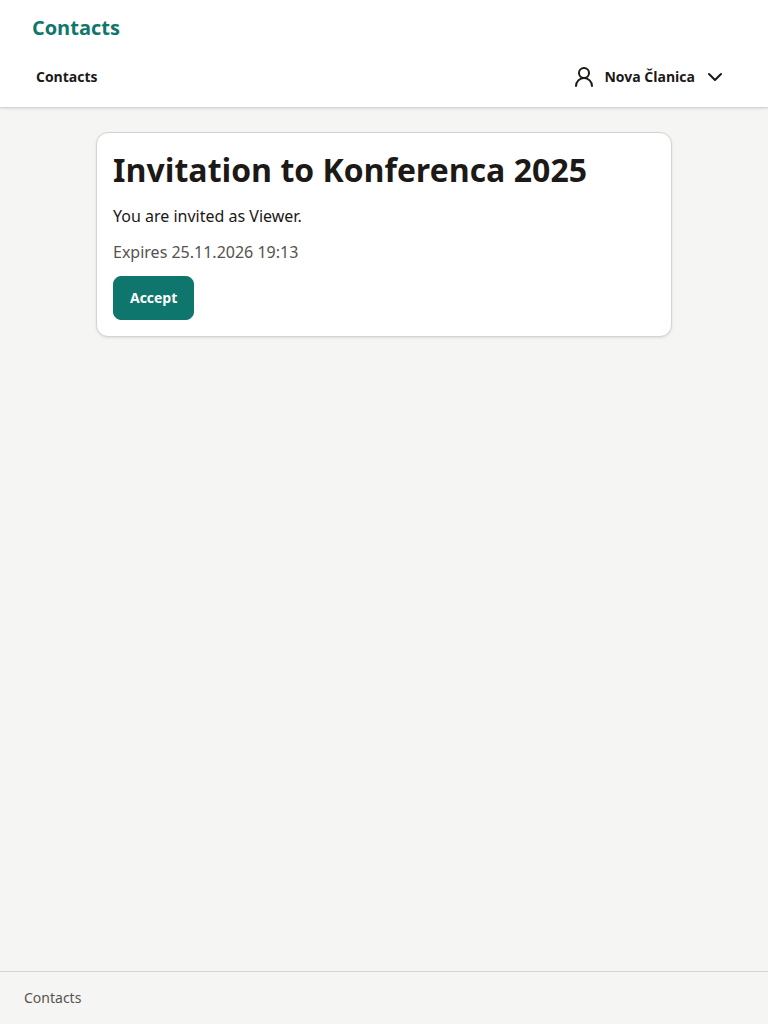 Contacts
Contacts
Nova Članica
Invitation to Konferenca 2025
You are invited as Viewer.
Expires 25.11.2026 19:13
Accept
Contacts